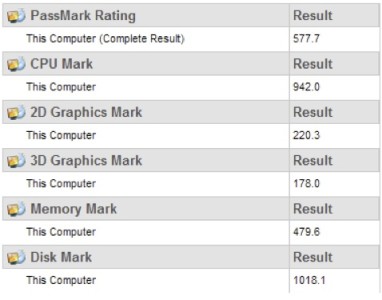 PassMark Rating Result
This Computer (Complete Result) 577.7
CPU Mark Result
This Computer 942.0
2D Graphics Mark Result
This Computer 220.3
3D Graphics Mark Result
This Computer 178.0
Memory Mark Result
This Computer 479.6
Disk Mark Result
This Computer 1018.1